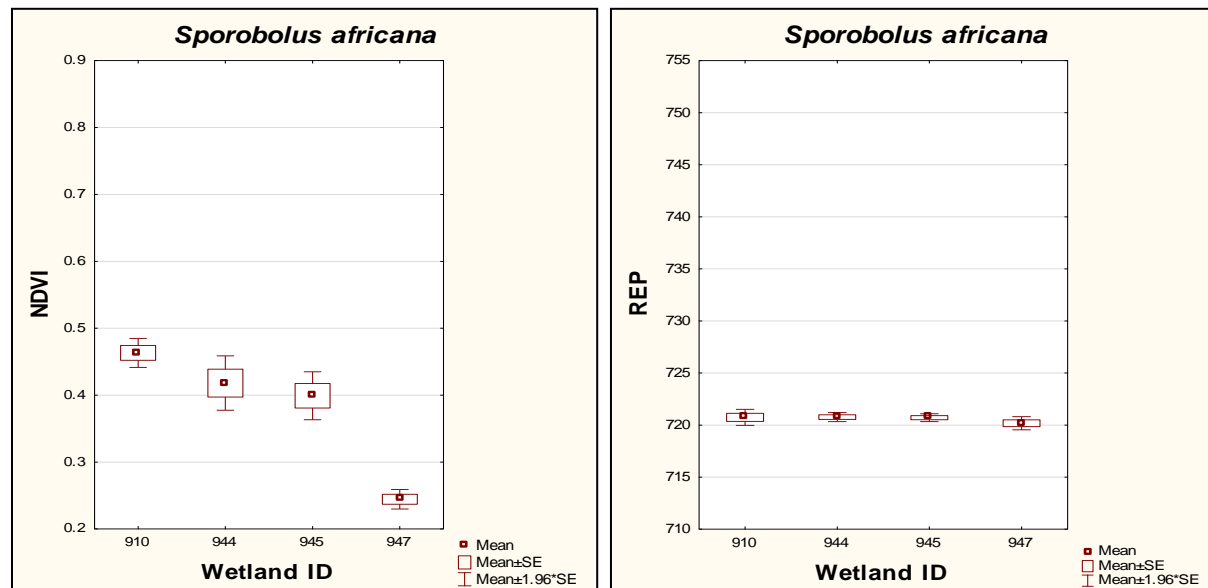 Sporobolus africana
0.9
0.8
0.7
0.6
0.5
0.4
0.3
0.2
NDVI
910 944 945 947
Wetland ID
Mean
Mean±SE
Mean±1.96*SE
Sporobolus africana
755
750
745
740
735
730
725
720
715
710
REP
910 944 945 947
Wetland ID
Mean
Mean±SE
Mean±1.96*SE